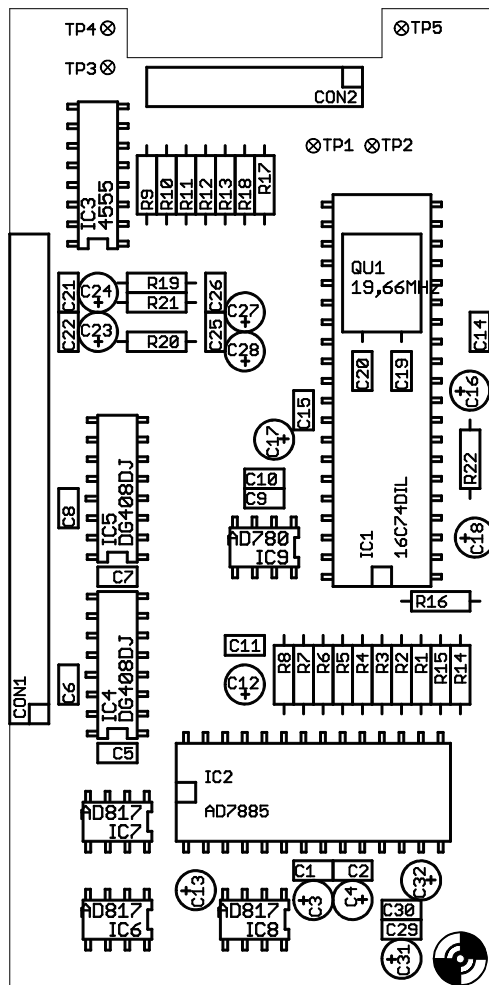 TP4
TP5
TP3
CON2
TP1
TP2
IC3
4555
R9
R10
R11
R12
R13
R18
R17
QU1
19,66MHZ
C21
C24
R19
C26
R21
C27
C22
C23
R20
C25
C28
C14
C20
C19
C16
C15
C17
R22
C10
C9
C8
IC5
DG408DJ
AD780
IC9
IC1
16C74DIL
C18
C7
R16
C11
C12
R8
R7
R6
R5
R4
R3
R2
R1
R15
R14
CON1
C6
IC4
DG408DJ
C5
IC2
AD7885
AD817
IC7
C1
C2
C13
C3
C4
C32
AD817
IC6
AD817
IC8
C30
C29
C31